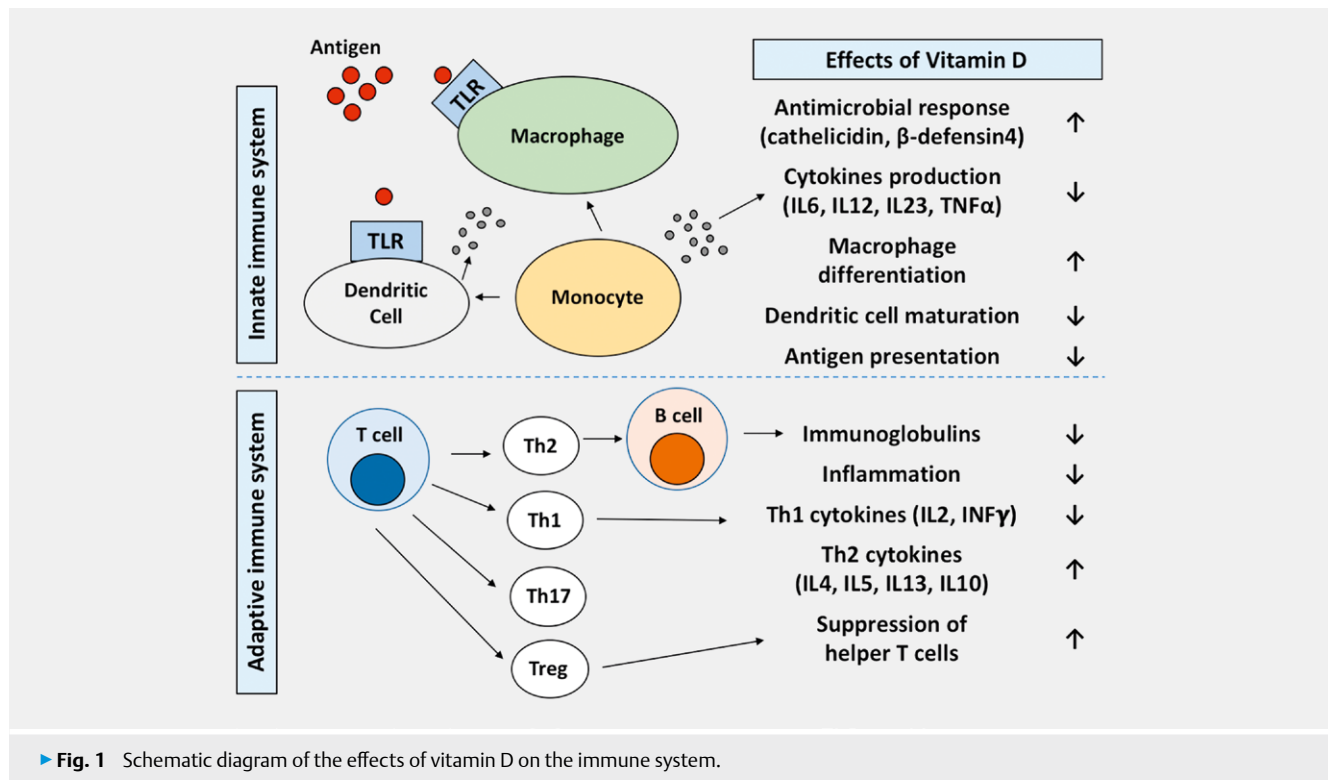 Antigen
Effects of Vitamin D
Innate immune system
TLR
Macrophage
TLR
Dendritic
Cell
Monocyte
Antimicrobial response
(cathelicidin, β-defensin4) ↑
Cytokines production
(IL6, IL12, IL23, TNFα) ↓
Macrophage
differentiation ↑
Dendritic cell maturation ↓
Antigen presentation ↓
Adaptive immune system
T cell
Th2
B cell
Th1
Th17
Treg
Immunoglobulins ↓
Inflammation ↓
Th1 cytokines (IL2, INFγ) ↓
Th2 cytokines
(IL4, IL5, IL13, IL10) ↑
Suppression of
helper T cells ↑
▶ Fig. 1 Schematic diagram of the effects of vitamin D on the immune system.